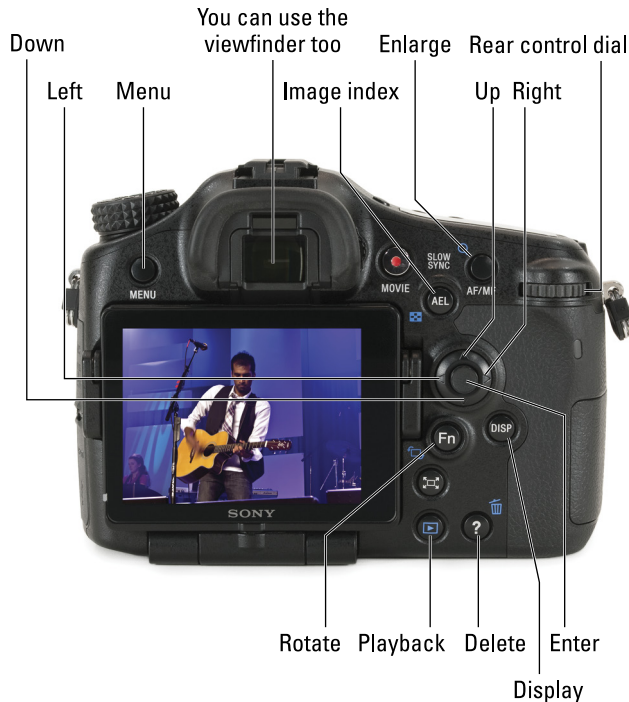 You can use the
viewfinder too
Down
Enlarge
Rear control dial
Left
Menu
Image index
Up
Right
SLOW
SYNC
MENU
MOVIE
AEL
AF/MF
Fn
DISP
SONY
?
Rotate
Playback
Delete
Enter
Display